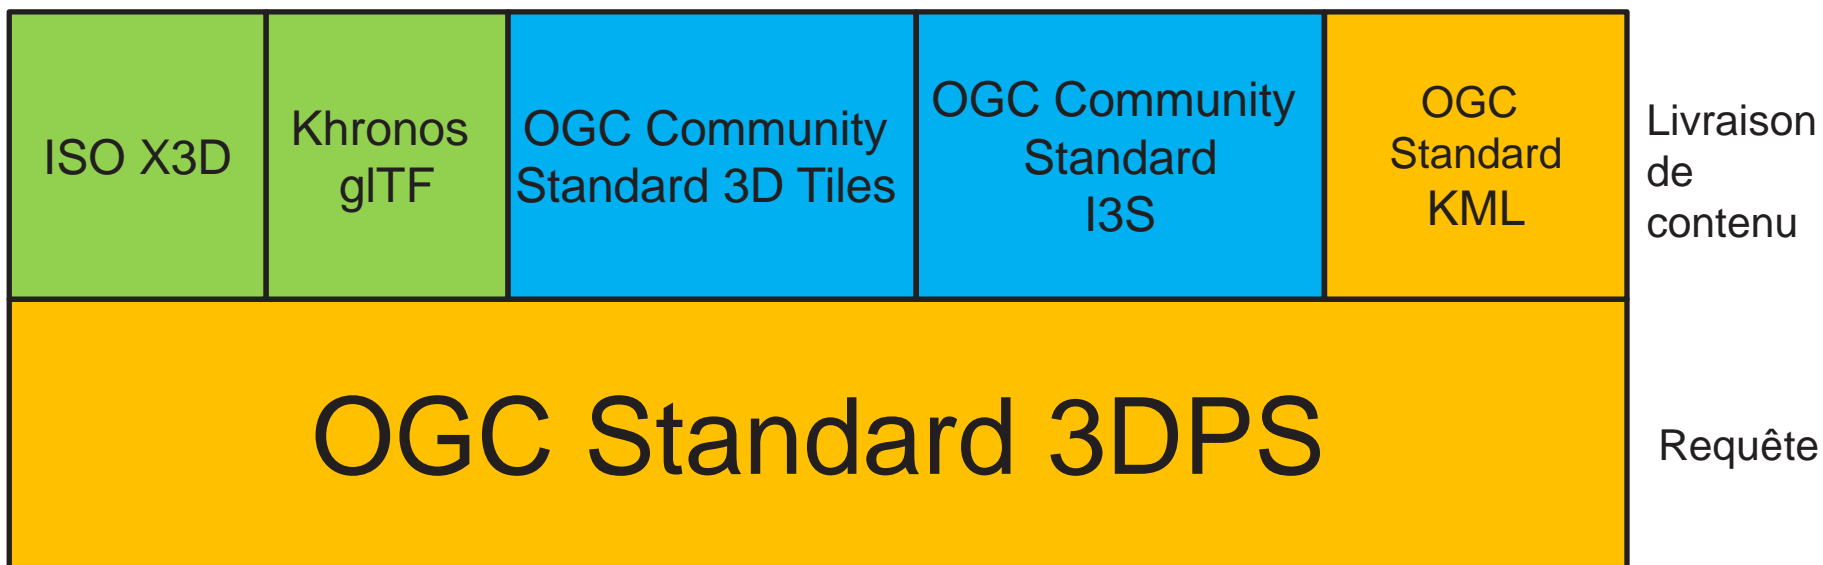 ISO X3D
Khronos
glTF
OGC Community
Standard 3D Tiles
OGC Community
Standard
I3S
OGC
Standard
KML
Livraison
de
contenu
OGC Standard 3DPS
Requête